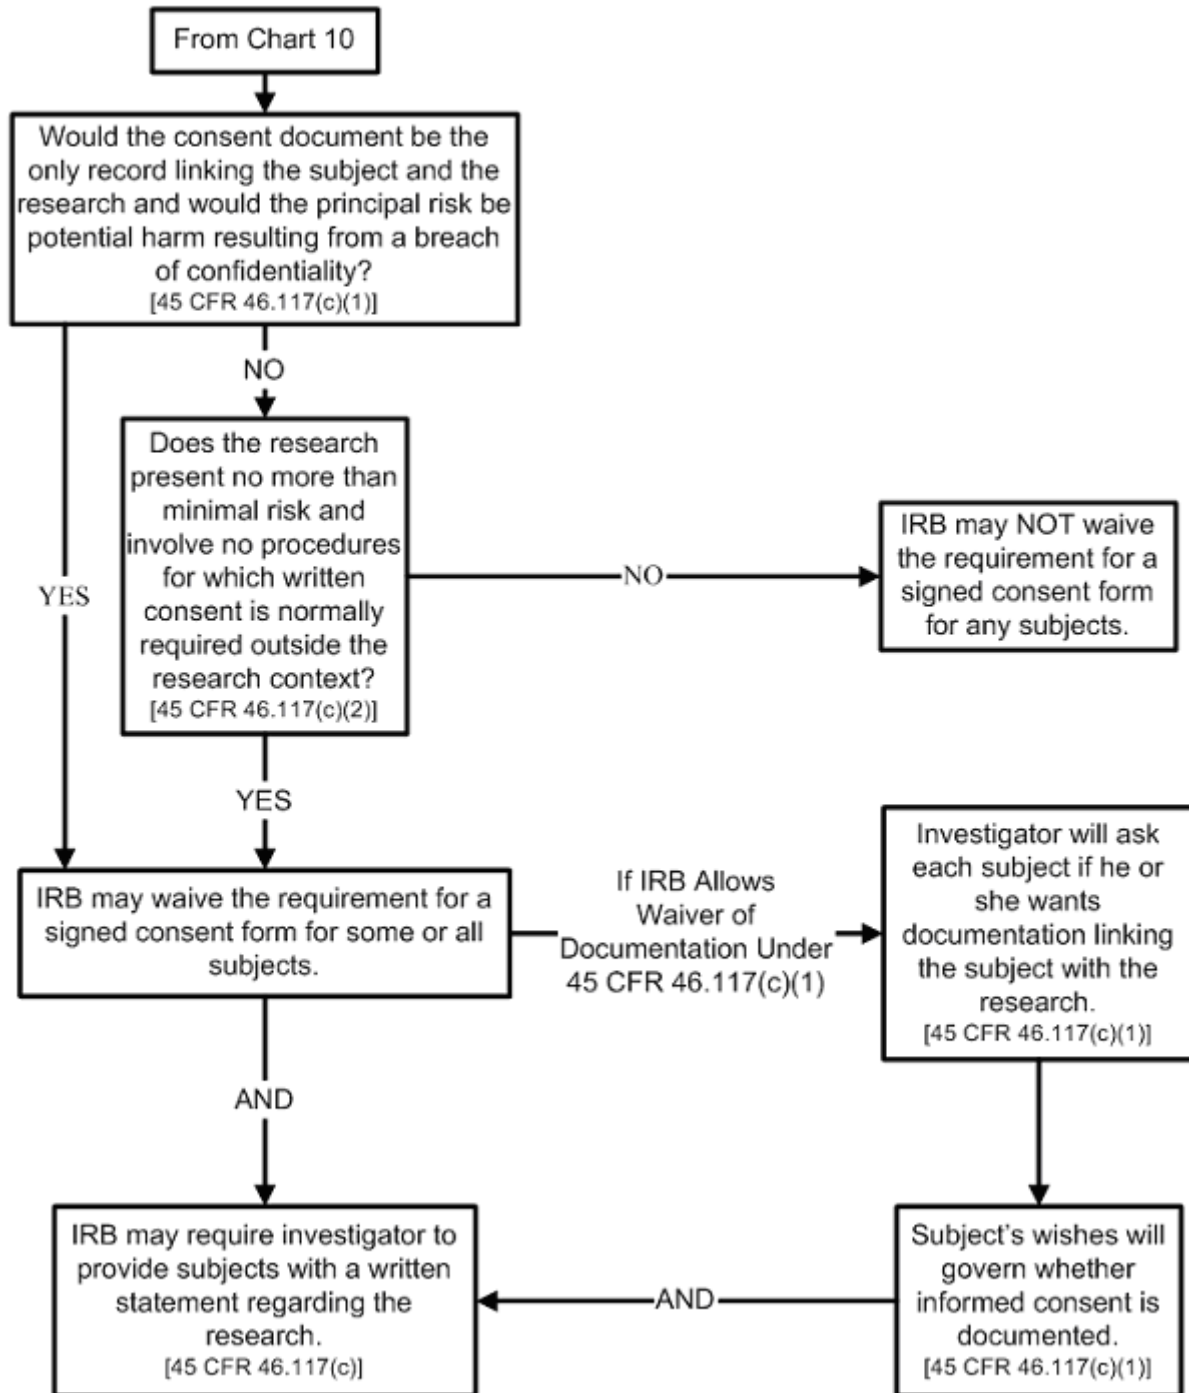 From Chart 10
Would the consent document be the
only record linking the subject and the
research and would the principal risk be
potential harm resulting from a breach
of confidentiality?
[45 CFR 46.117(c)(1)]
NO
YES
Does the research
present no more than
minimal risk and
involve no procedures
for which written
consent is normally
required outside the
research context?
[45 CFR 46.117(c)(2)]
NO
IRB may NOT waive
the requirement for a
signed consent form
for any subjects.
YES
IRB may waive the requirement for a
signed consent form for some or all
subjects.
If IRB Allows
Waiver of
Documentation Under
45 CFR 46.117(c)(1)
Investigator will ask
each subject if he or
she wants
documentation linking
the subject with the
research.
[45 CFR 46.117(c)(1)]
AND
IRB may require investigator to
provide subjects with a written
statement regarding the
research.
[45 CFR 46.117(c)]
AND
Subject's wishes will
govern whether
informed consent is
documented.
[45 CFR 46.117(c)(1)]